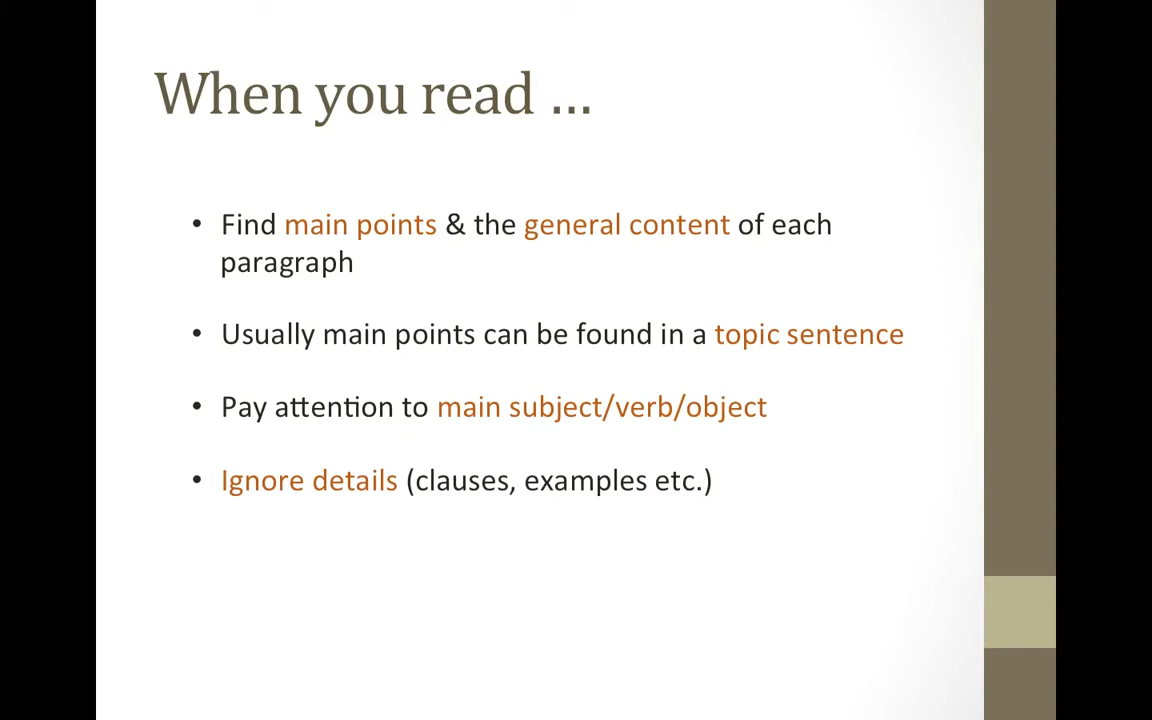 When you read ...
• Find main points & the general content of each
paragraph
• Usually main points can be found in a topic sentence
• Pay attention to main subject/verb/object
• Ignore details (clauses, examples etc.)